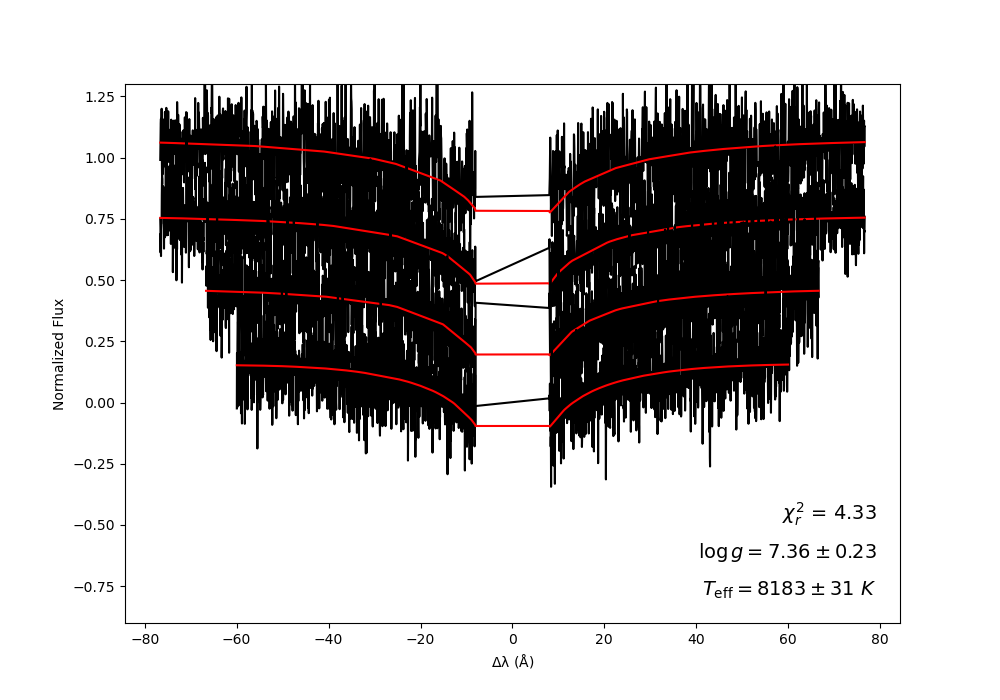 1.25
1.00
0.75
0.50
0.25
0.00
−0.25
−0.50
−0.75
Normalized Flux
χ²ᵣ = 4.33
log g = 7.36 ± 0.23
T_eff = 8183 ± 31 K
−80 −60 −40 −20 0 20 40 60 80
Δλ (Å)